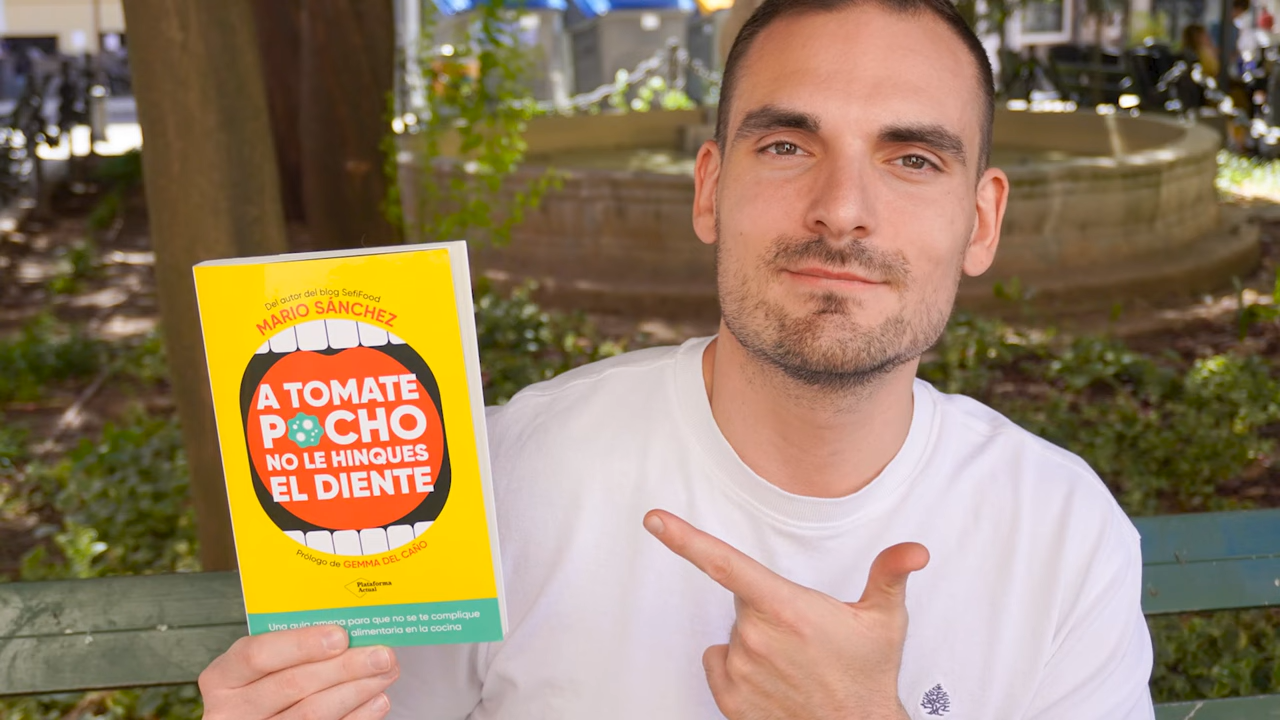 Del autor del blog SefiFood
MARIO SÁNCHEZ
A TOMATE
POCHO
NO LE HINQUES
EL DIENTE
Prólogo de GEMMA DEL CAÑO
Plataforma
Actual
Una guía amena para que no se te complique
alimentaria en la cocina